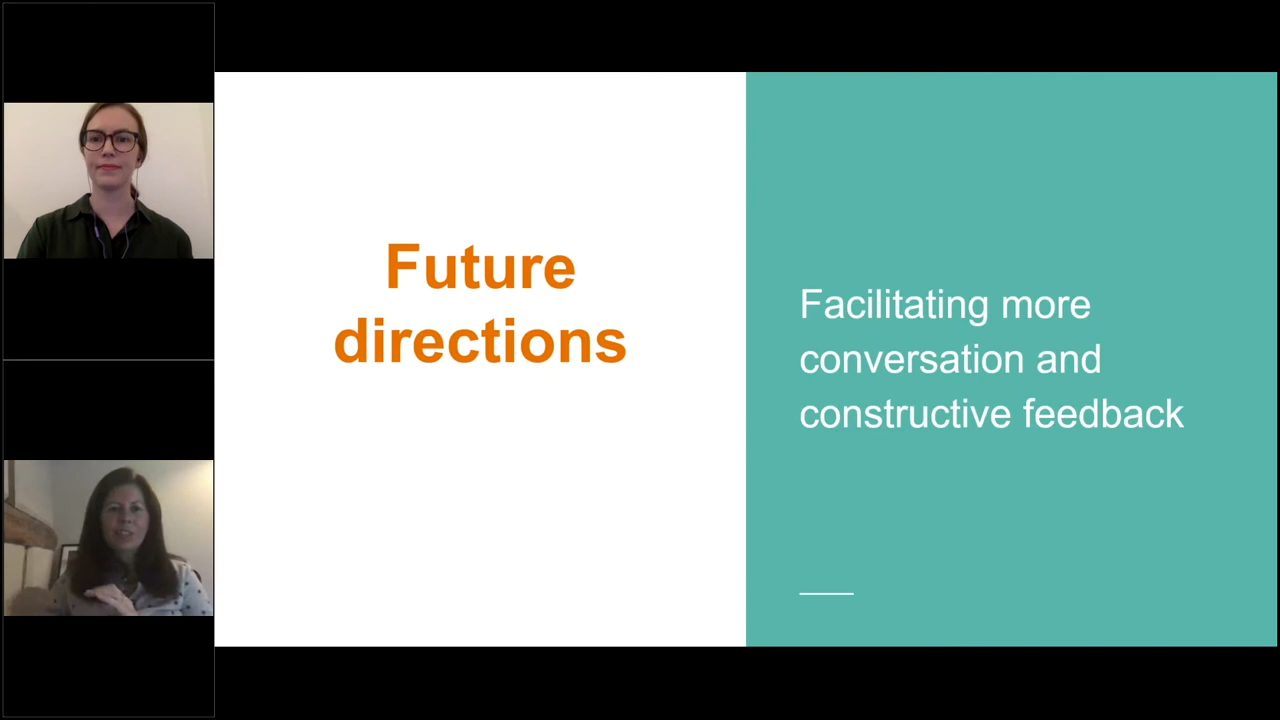 Future
directions
Facilitating more
conversation and
constructive feedback